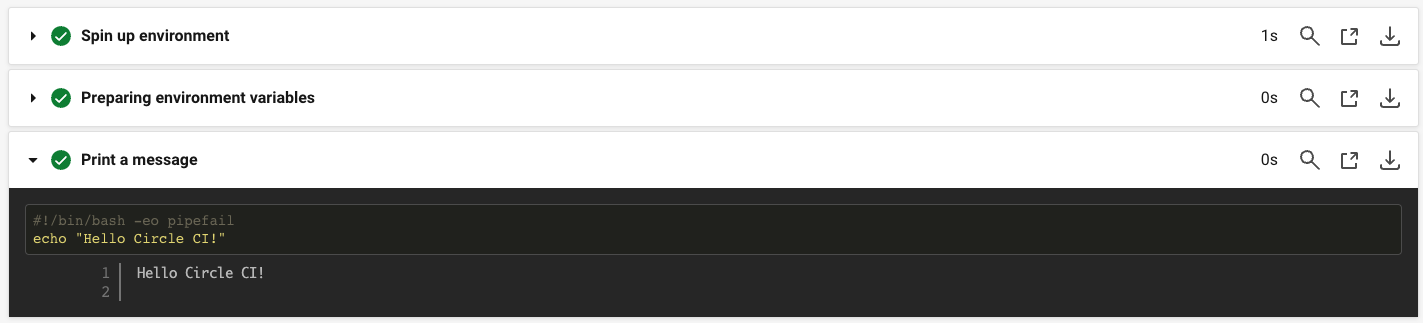 Spin up environment 1s
Preparing environment variables 0s
Print a message 0s
#!/bin/bash -eo pipefail
echo "Hello Circle CI!"
1 Hello Circle CI!
2